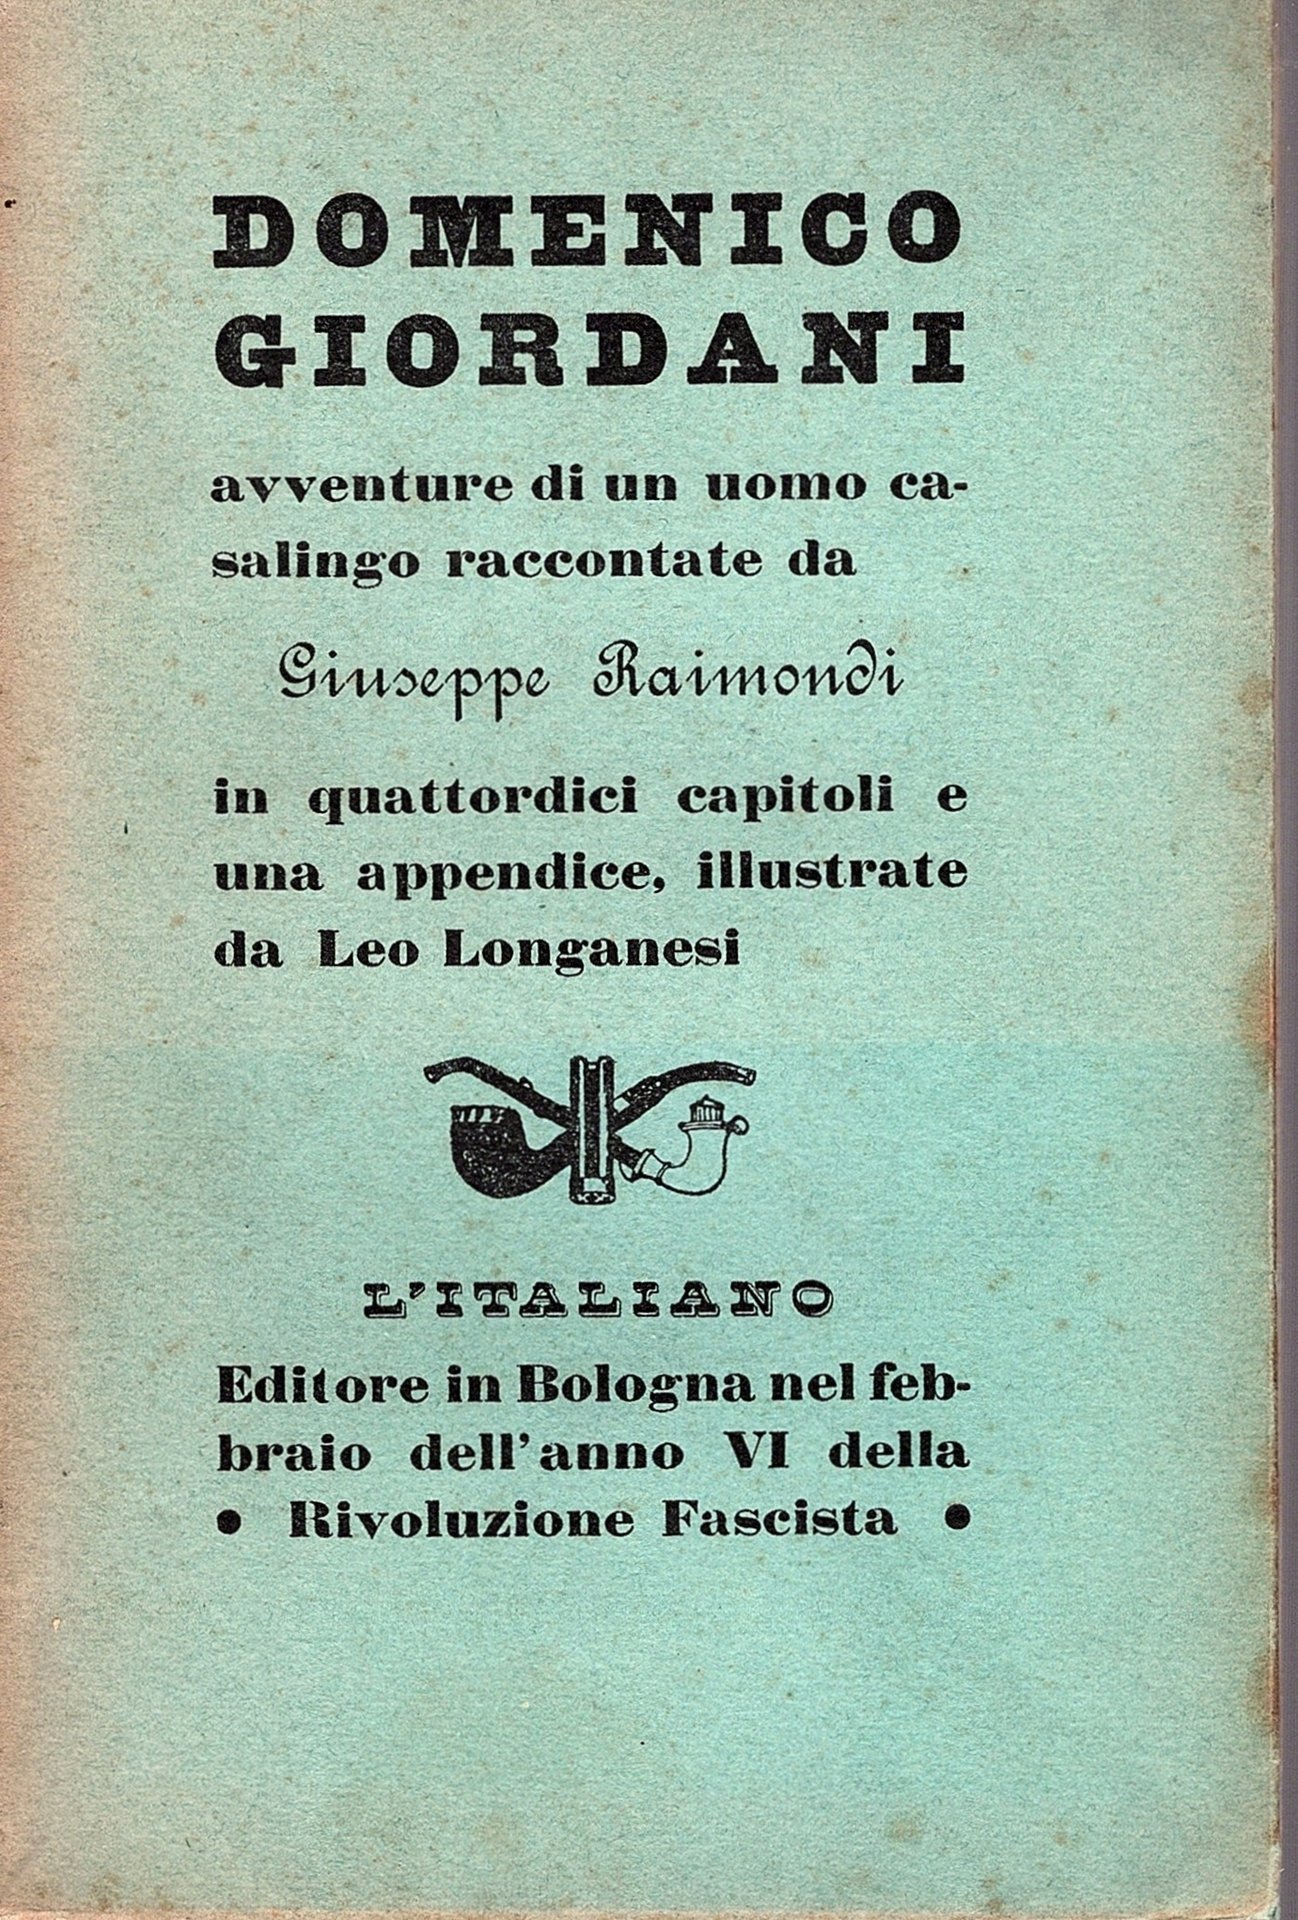 DOMENICO
GIORDANI
avventure di un uomo ca-
salingo raccontate da
Giuseppe Raimondi
in quattordici capitoli e
una appendice, illustrate
da Leo Longanesi
L'ITALIANO
Editore in Bologna nel feb-
braio dell'anno VI della
• Rivoluzione Fascista •